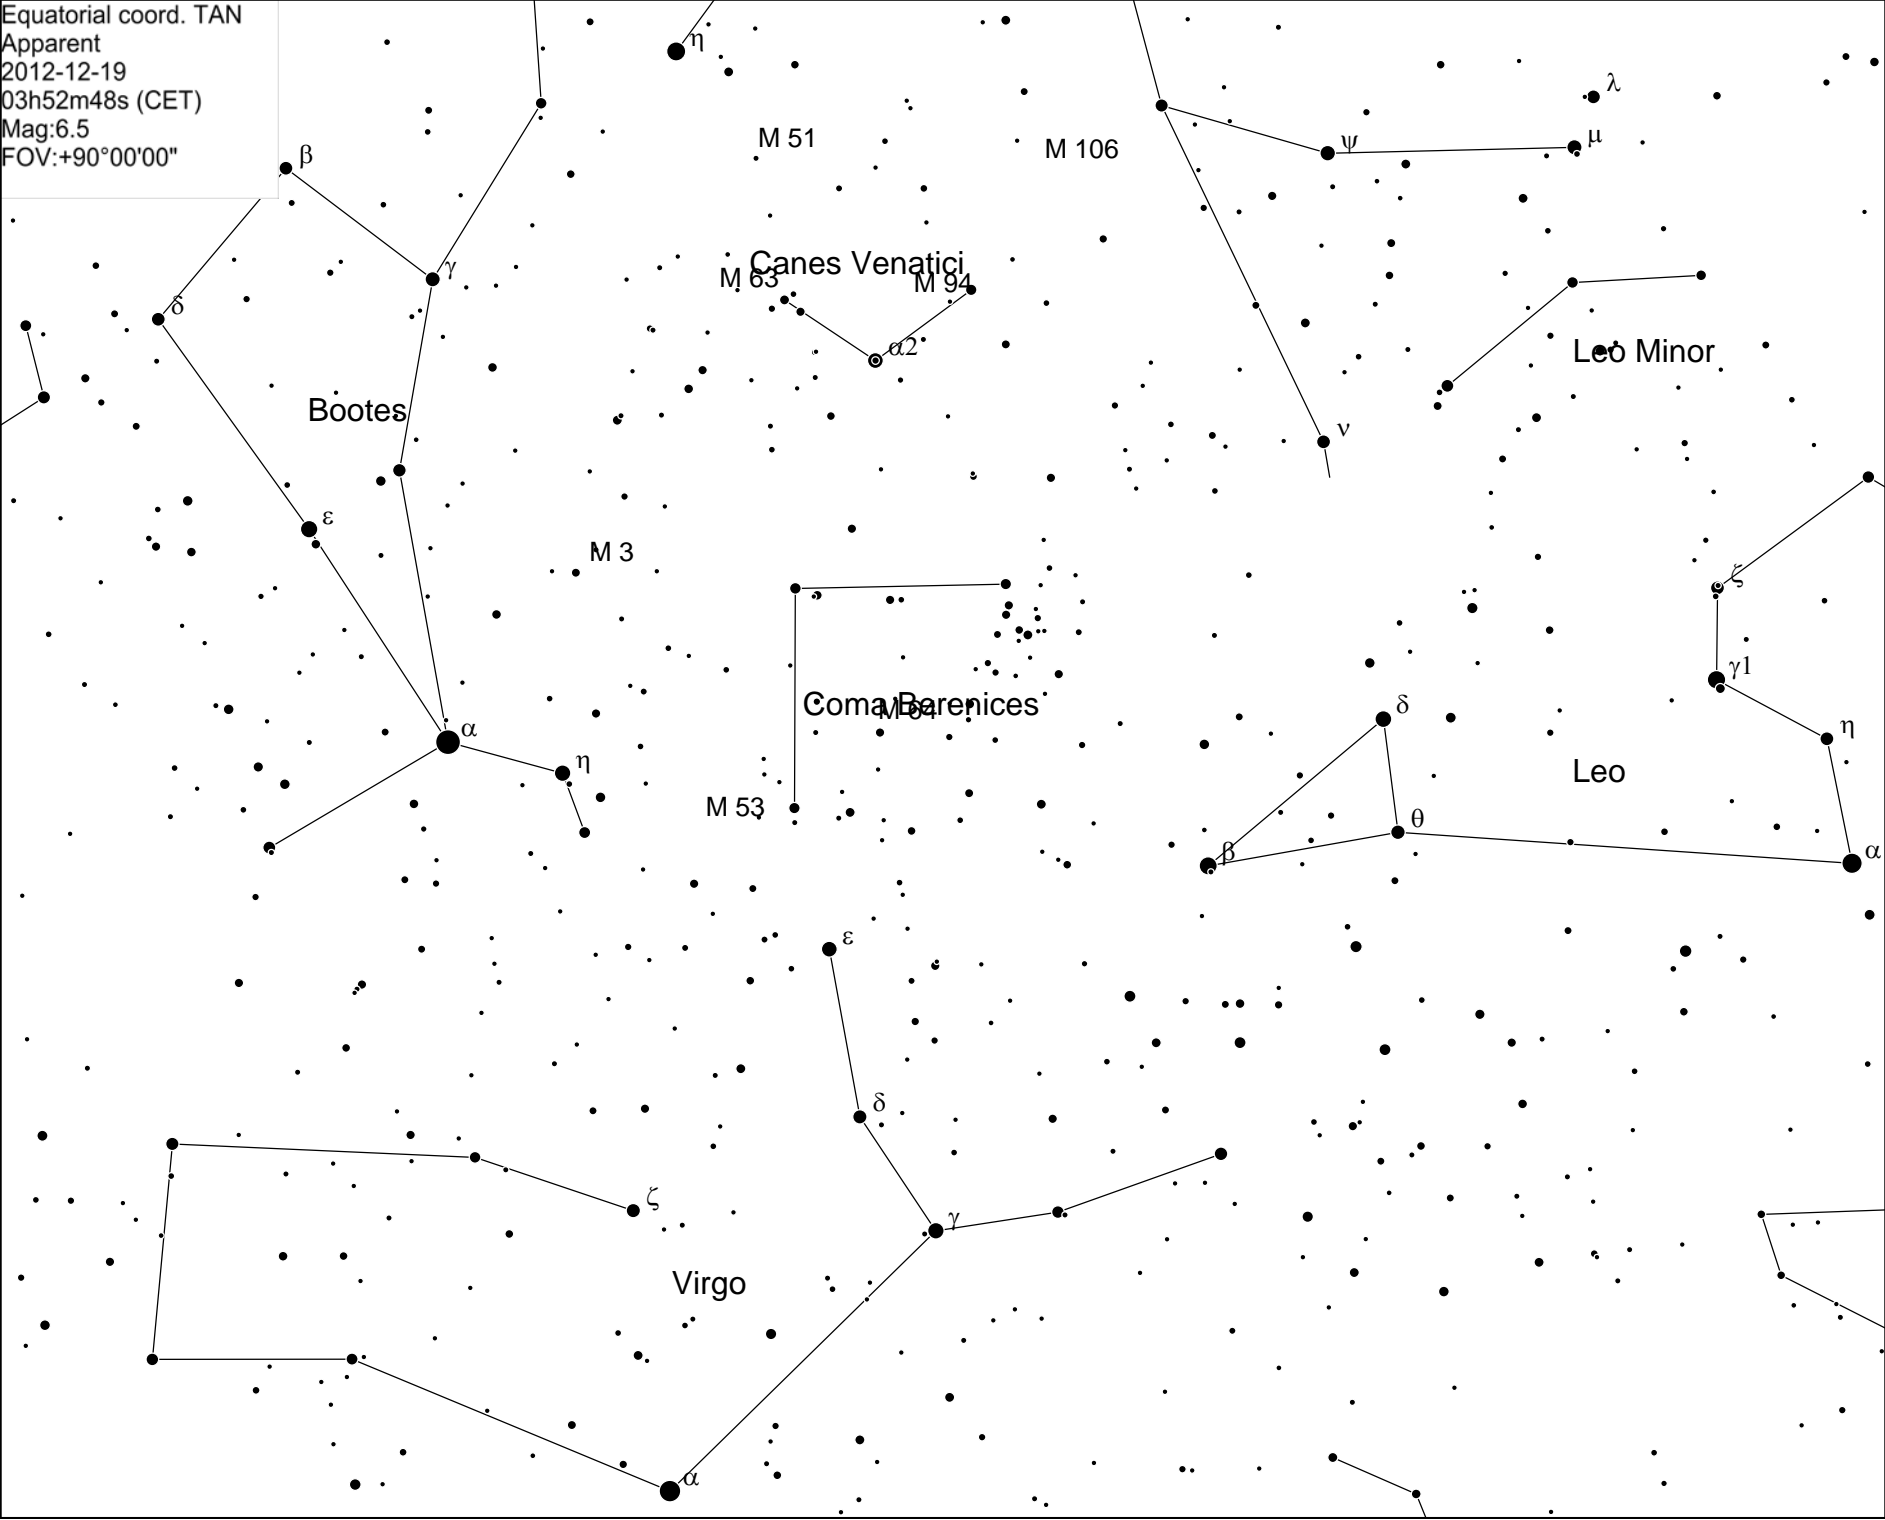 Equatorial coord. TAN
Apparent
2012-12-19
03h52m48s (CET)
Mag:6.5
FOV:+90°00'00"
η
λ
μ
ψ
M 51
M 106
β
γ
Canes Venatici
M 63
M 94
δ
α2
Leo Minor
Bootes
ν
ε
M 3
ζ
γ1
Coma Berenices
M 64
δ
α
η
η
Leo
M 53
θ
β
α
ε
δ
ζ
γ
Virgo
α